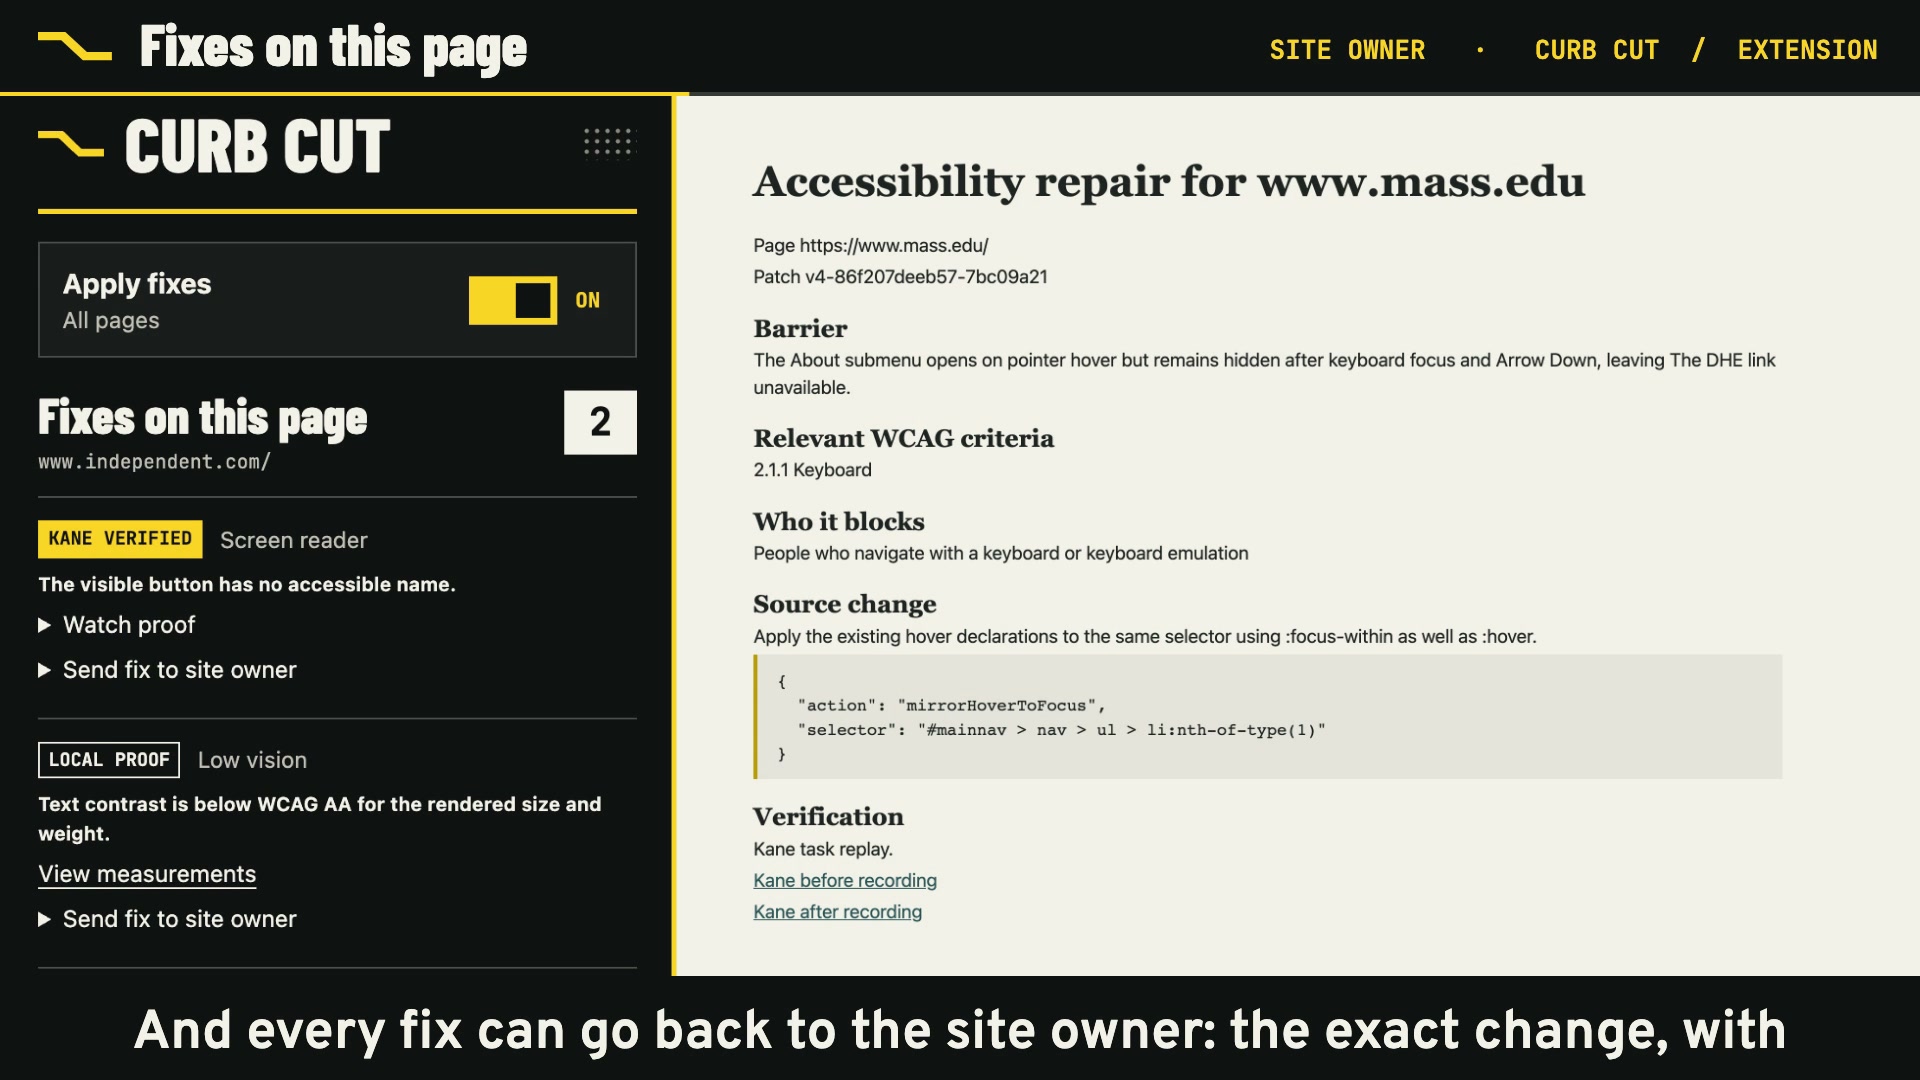 Fixes on this page
SITE OWNER · CURB CUT / EXTENSION
CURB CUT
Apply fixes
All pages
ON
Fixes on this page
2
www.independent.com/
KANE VERIFIED Screen reader
The visible button has no accessible name.
▶ Watch proof
▶ Send fix to site owner
LOCAL PROOF Low vision
Text contrast is below WCAG AA for the rendered size and
weight.
View measurements
▶ Send fix to site owner
Accessibility repair for www.mass.edu
Page https://www.mass.edu/
Patch v4-86f207deeb57-7bc09a21
Barrier
The About submenu opens on pointer hover but remains hidden after keyboard focus and Arrow Down, leaving The DHE link
unavailable.
Relevant WCAG criteria
2.1.1 Keyboard
Who it blocks
People who navigate with a keyboard or keyboard emulation
Source change
Apply the existing hover declarations to the same selector using :focus-within as well as :hover.
{
"action": "mirrorHoverToFocus",
"selector": "#mainnav > nav > ul > li:nth-of-type(1)"
}
Verification
Kane task replay.
Kane before recording
Kane after recording
And every fix can go back to the site owner: the exact change, with